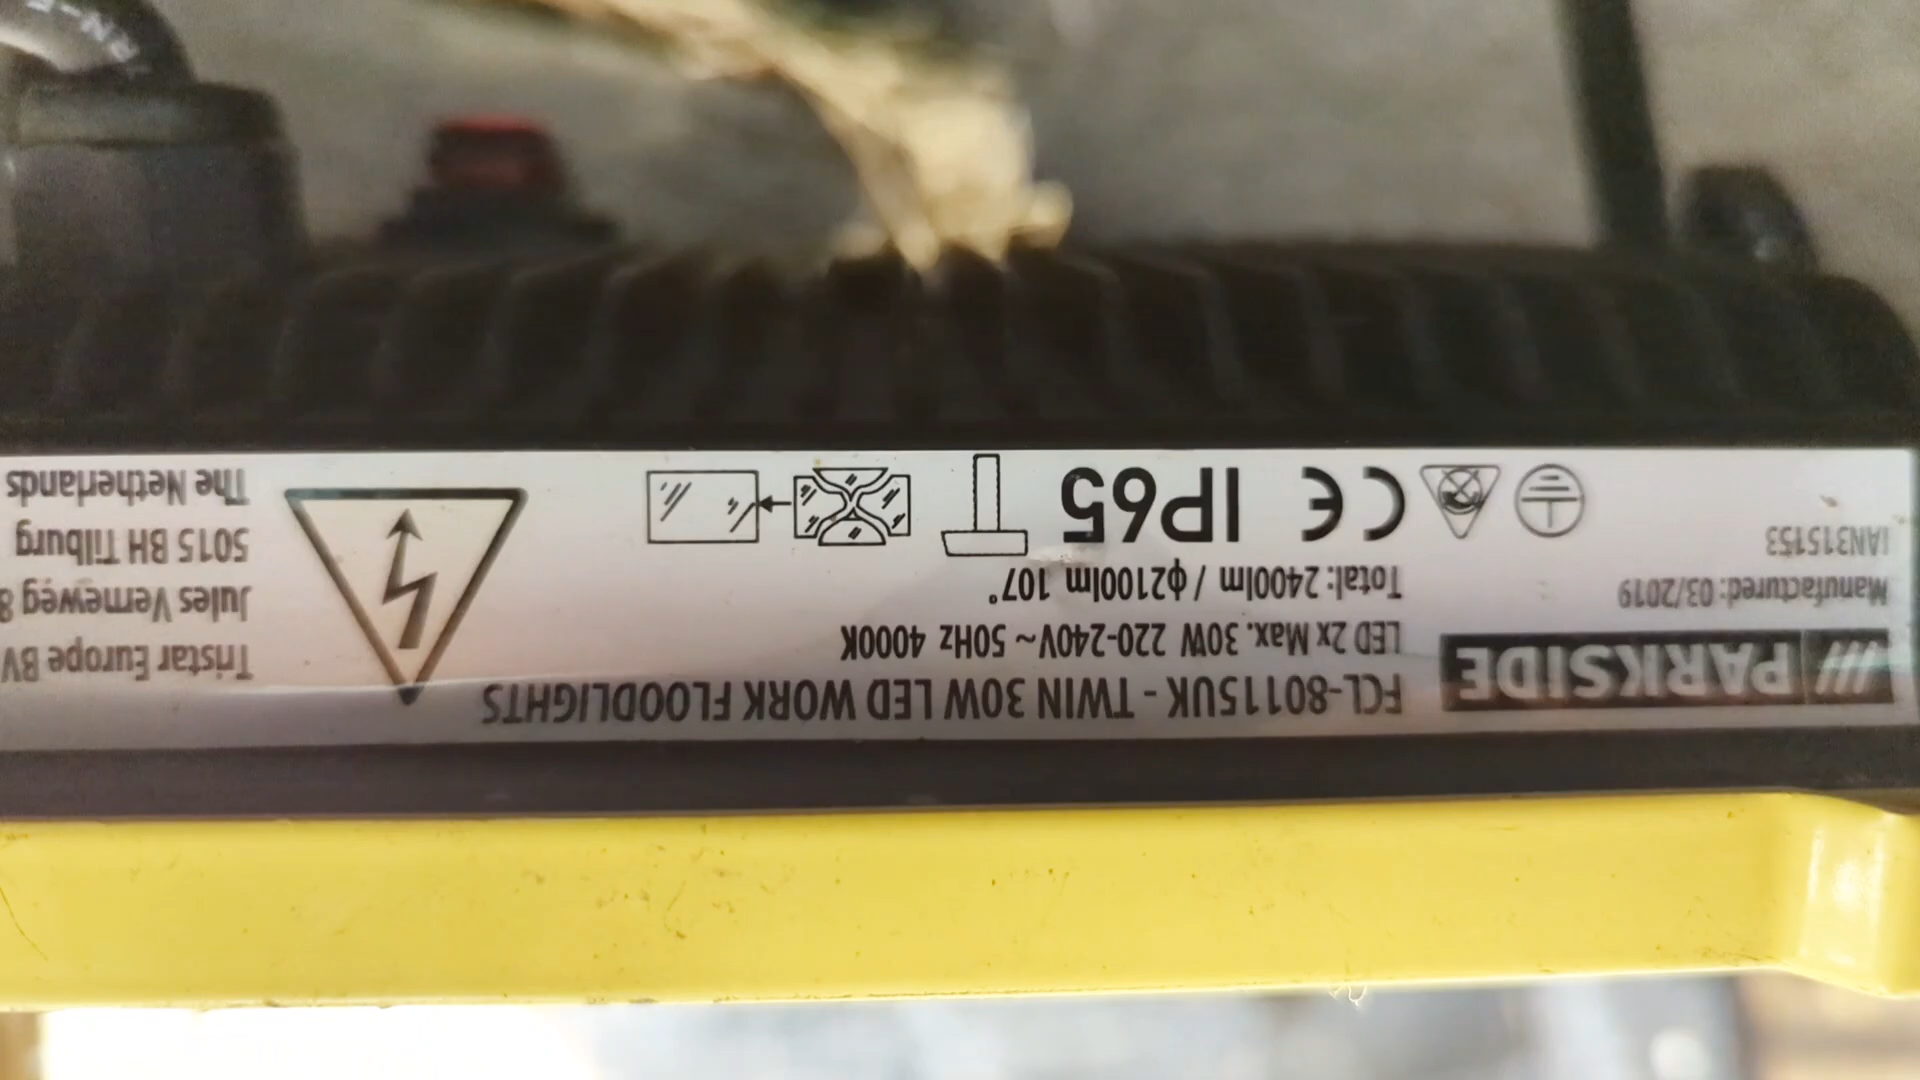 /// PARKSIDE
Manufactured: 03/2019
IAN315153
FCL-80115UK - TWIN 30W LED WORK FLOODLIGHTS
LED 2x Max. 30W 220-240V~ 50Hz 4000K
Total: 2400lm / ϕ2100lm 107°
CE IP65
Tristar Europe BV
Jules Verneweg 8
5015 BH Tilburg
The Netherlands